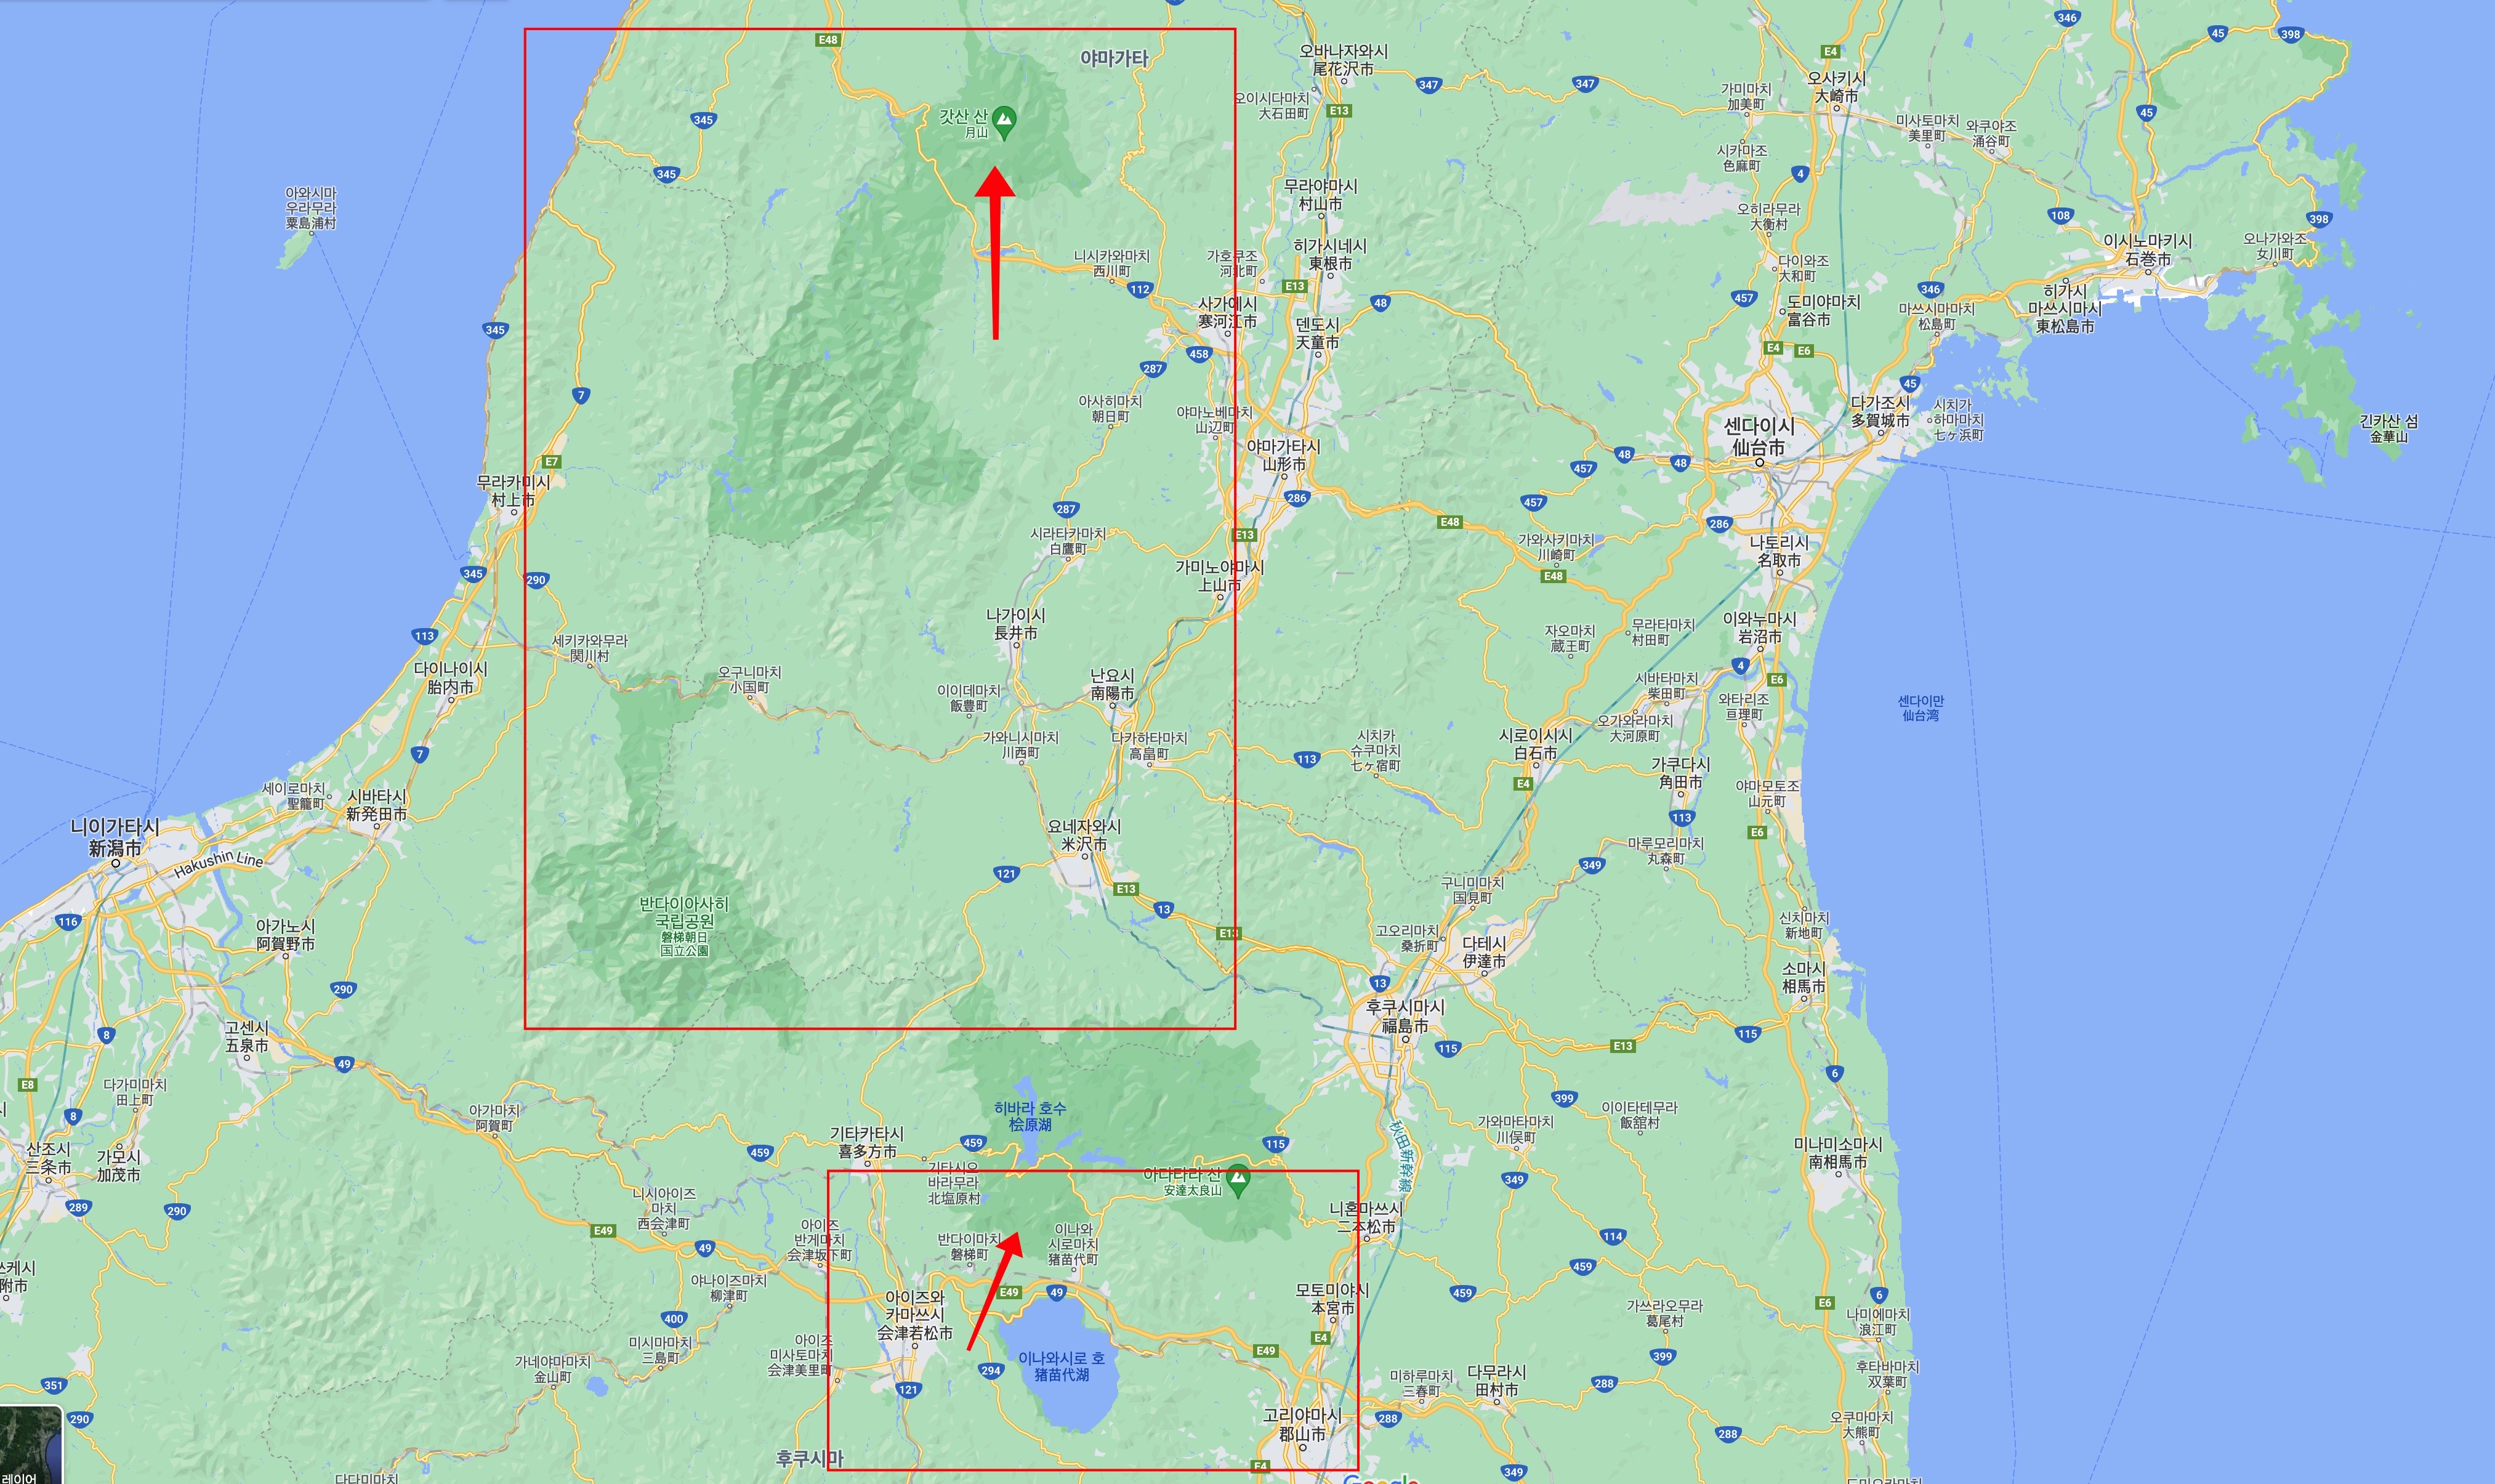 E48
야마가타
오바나자와시
尾花沢市
346
45
398
E4
347
347
오사키시
大崎市
가미마치
加美町
45
345
갓산 산
月山
오이시다마치
大石田町
E13
미사토마치
美里町
와쿠야조
涌谷町
345
시카마조
色麻町
4
아와시마
우라무라
粟島浦村
무라야마시
村山市
오히라무라
大衡村
108
398
니시카와마치
西川町
가호쿠조
河北町
히가시네시
東根市
다이와조
大和町
이시노마키시
石巻市
오나가와조
女川町
112
E13
48
457
346
사가에시
寒河江市
도미야마치
富谷市
마쓰시마마치
松島町
히가시
마쓰시마시
東松島市
345
덴도시
天童市
458
287
E4
E6
7
45
아사히마치
朝日町
야마노베마치
山辺町
다가조시
多賀城市
시치가
하마마치
七ヶ浜町
긴카산 섬
金華山
센다이시
仙台市
E7
야마가타시
山形市
48
48
457
무라카미시
村上市
287
286
457
E48
286
시라타카마치
白鷹町
E13
가와사키마치
川崎町
나토리시
名取市
345
290
가미노야마시
上山市
E48
113
세키카와무라
関川村
나가이시
長井市
자오마치
蔵王町
무라타마치
村田町
이와누마시
岩沼市
4
다이나이시
胎内市
오구니마치
小国町
이이데마치
飯豊町
난요시
南陽市
시바타마치
柴田町
E6
와타리조
亘理町
센다이만
仙台湾
7
가와니시마치
川西町
다카하타마치
高畠町
113
시치카
슈쿠마치
七ヶ宿町
시로이시시
白石市
오가와라마치
大河原町
세이로마치
聖籠町
시바타시
新発田市
E4
가쿠다시
角田市
야마모토조
山元町
니이가타시
新潟市
Hakushin Line
요네자와시
米沢市
113
E6
마루모리마치
丸森町
349
121
E13
구니미마치
国見町
116
반다이아사히
국립공원
磐梯朝日
国立公園
13
아가노시
阿賀野市
E13
고오리마치
桑折町
다테시
伊達市
신치마치
新地町
290
13
소마시
相馬市
8
고센시
五泉市
후쿠시마시
福島市
49
115
E13
115
E8
다가미마치
田上町
6
8
아가마치
阿賀町
히바라 호수
桧原湖
399
이이타테무라
飯舘村
산조시
三条市
가모시
加茂市
459
기타카타시
喜多方市
459
115
秋田新幹線
가와마타마치
川俣町
미나미소마시
南相馬市
기타시오
바라무라
北塩原村
아다타라 산
安達太良山
349
289
290
니시아이즈
마치
西会津町
E49
49
아이즈
반게마치
会津坂下町
반다이마치
磐梯町
이나와
시로마치
猪苗代町
니혼마쓰시
二本松市
114
459
야나이즈마치
柳津町
E49
49
모토미야시
本宮市
459
E6
6
400
아이즈와
카마쓰시
会津若松市
가쓰라오무라
葛尾村
나미에마치
浪江町
미시마마치
三島町
아이즈
미사토마치
会津美里町
E4
E49
399
가네야마마치
金山町
294
이나와시로 호
猪苗代湖
미하루마치
三春町
다무라시
田村市
후타바마치
双葉町
351
121
288
290
288
고리야마시
郡山市
오쿠마마치
大熊町
288
후쿠시마
E4
349
레이어
다다미마치
Google